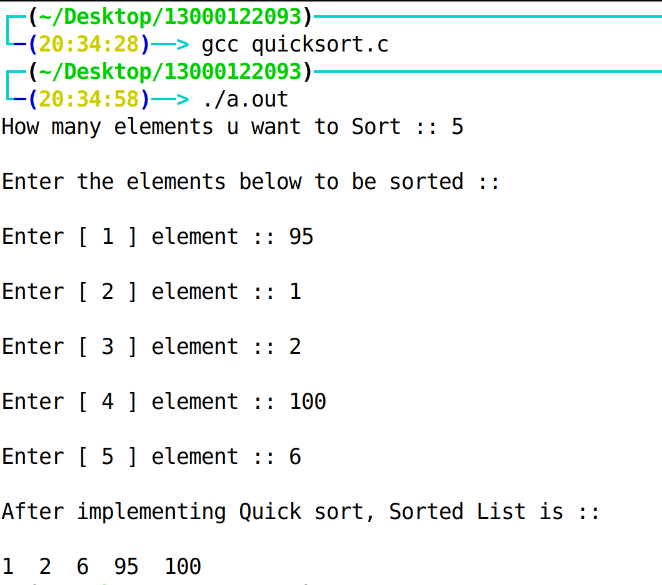 (~/Desktop/13000122093)
(20:34:28)──> gcc quicksort.c
(~/Desktop/13000122093)
(20:34:58)──> ./a.out
How many elements u want to Sort :: 5
Enter the elements below to be sorted ::
Enter [ 1 ] element :: 95
Enter [ 2 ] element :: 1
Enter [ 3 ] element :: 2
Enter [ 4 ] element :: 100
Enter [ 5 ] element :: 6
After implementing Quick sort, Sorted List is ::
1  2  6  95  100